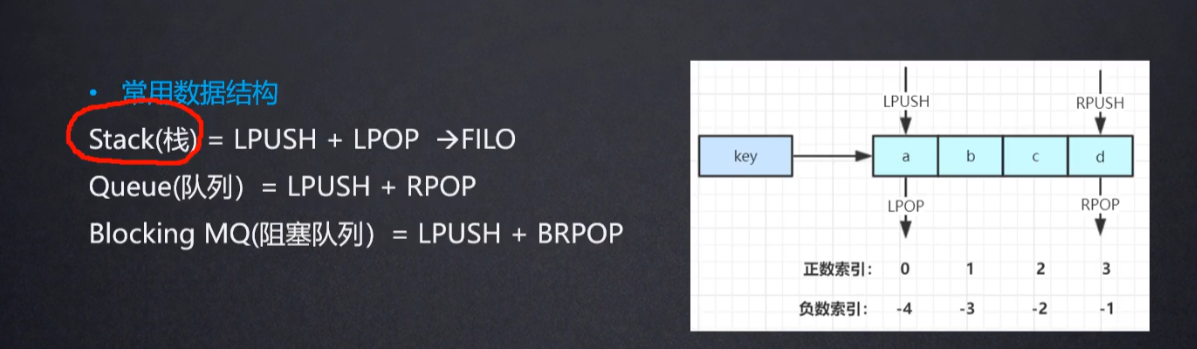 • 常用数据结构
Stack(栈) = LPUSH + LPOP →FILO
Queue(队列）= LPUSH + RPOP
Blocking MQ(阻塞队列）= LPUSH + BRPOP
LPUSH RPUSH
key a b c d
LPOP RPOP
正数索引: 0 1 2 3
负数索引: -4 -3 -2 -1